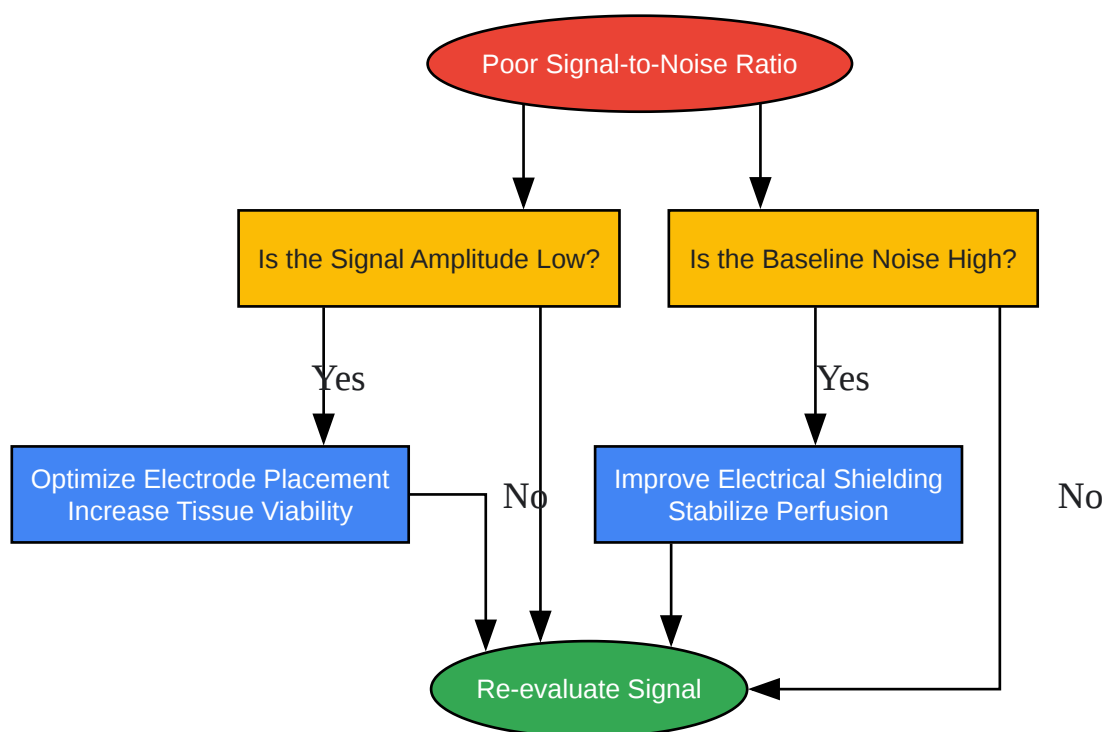 Poor Signal-to-Noise Ratio
Is the Signal Amplitude Low?
Is the Baseline Noise High?
Yes
Yes
Optimize Electrode Placement
Increase Tissue Viability
No
Improve Electrical Shielding
Stabilize Perfusion
No
Re-evaluate Signal